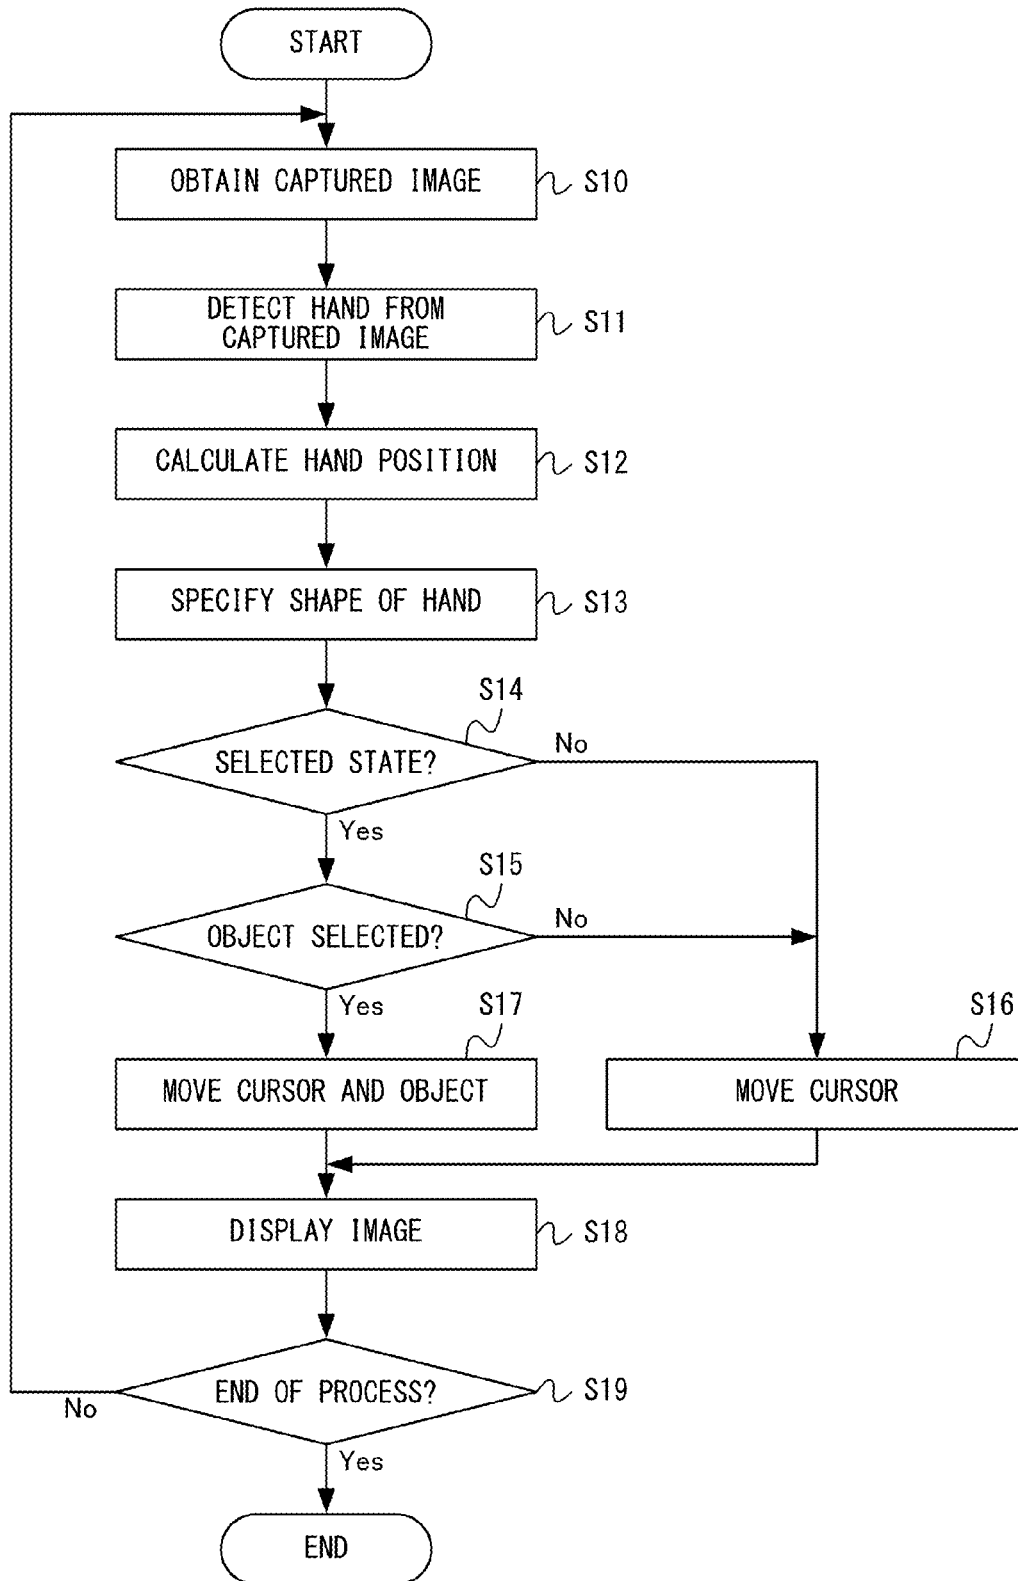 START
OBTAIN CAPTURED IMAGE
S10
DETECT HAND FROM
CAPTURED IMAGE
S11
CALCULATE HAND POSITION
S12
SPECIFY SHAPE OF HAND
S13
S14
SELECTED STATE?
No
Yes
S15
OBJECT SELECTED?
No
Yes
S17
S16
MOVE CURSOR AND OBJECT
MOVE CURSOR
DISPLAY IMAGE
S18
END OF PROCESS?
S19
No
Yes
END